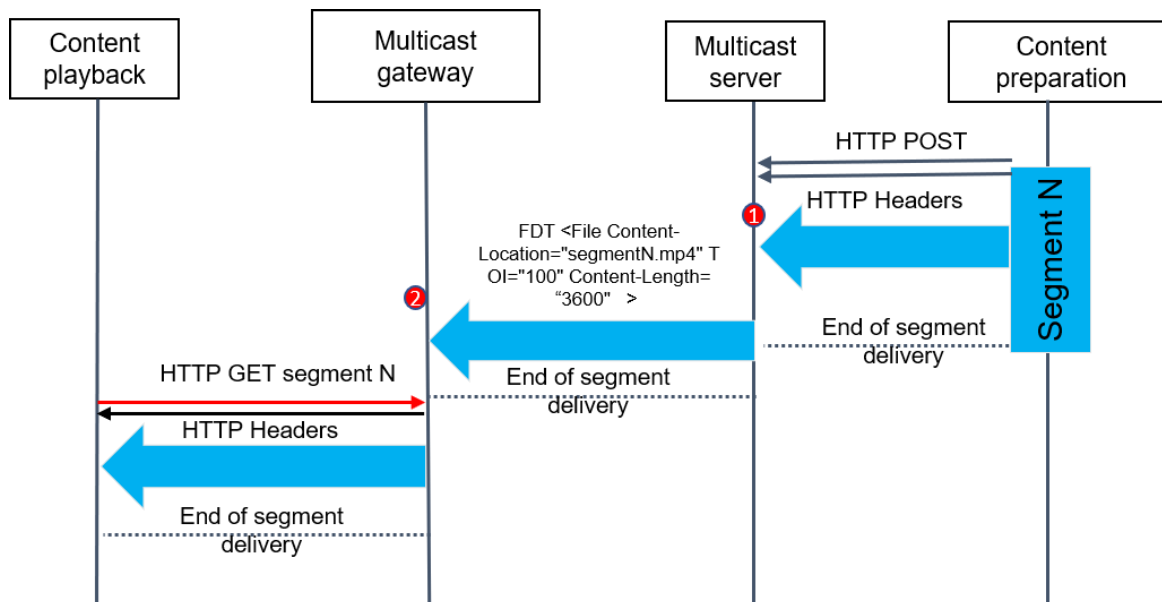 Content
playback
Multicast
gateway
Multicast
server
Content
preparation
HTTP POST
Segment N
HTTP Headers
1
FDT <File Content-
Location="segmentN.mp4" T
OI="100" Content-Length=
“3600"   >
2
End of segment
delivery
HTTP GET segment N
End of segment
delivery
HTTP Headers
End of segment
delivery